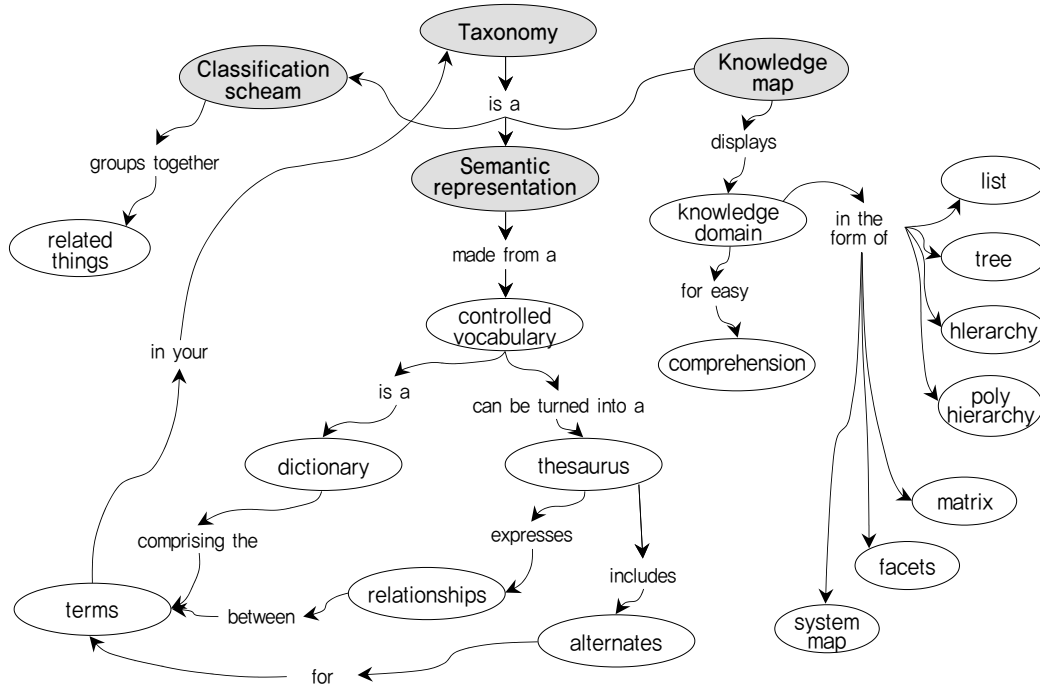 Taxonomy
Classification
scheam
Knowledge
map
is a
displays
groups together
Semantic
representation
list
related
things
knowledge
domain
in the
form of
tree
made from a
for easy
controlled
vocabulary
hlerarchy
in your
comprehension
is a
can be turned into a
poly
hierarchy
dictionary
thesaurus
matrix
comprising the
expresses
facets
includes
terms
between
relationships
system
map
alternates
for